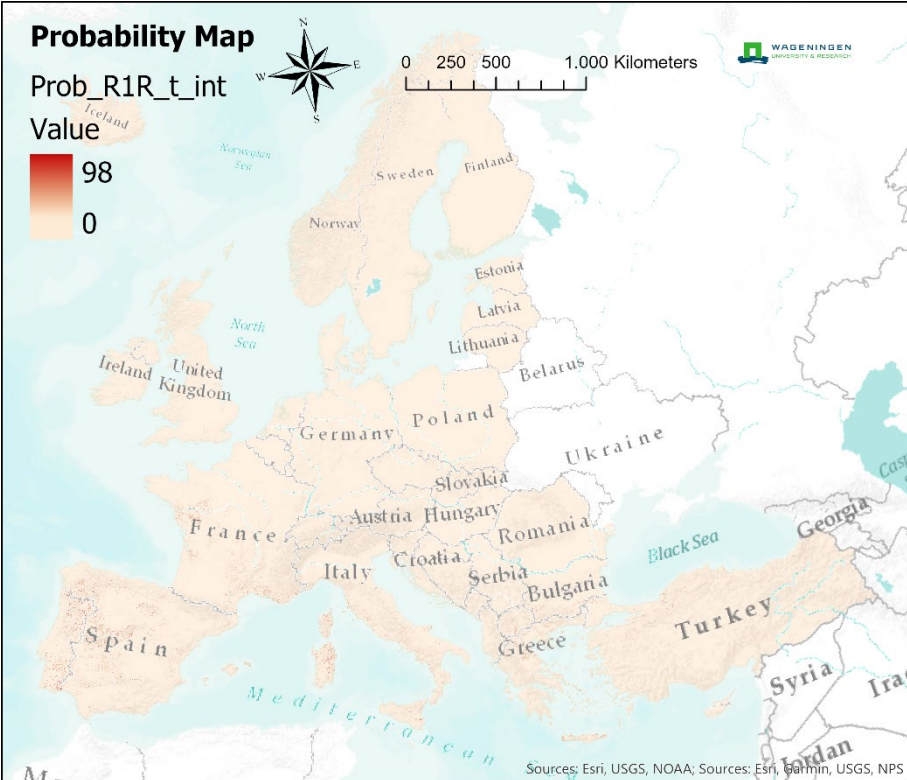 Probability Map
Prob_R1R_t_int
Value
98
0
N
W
E
S
0 250 500 1.000 Kilometers
WAGENINGEN
UNIVERSITY & RESEARCH
Iceland
Norwegian
Sea
Sweden
Finland
Norway
Estonia
Latvia
Lithuania
North
Sea
Ireland
United
Kingdom
Belarus
Poland
Germany
Ukraine
Slovakia
Austria
Hungary
France
Romania
Croatia
Italy
Serbia
Bulgaria
Black Sea
Georgia
Spain
Greece
Turkey
Syria
Mediterranean
Jordan
Sources: Esri, USGS, NOAA; Sources: Esri, Garmin, USGS, NPS